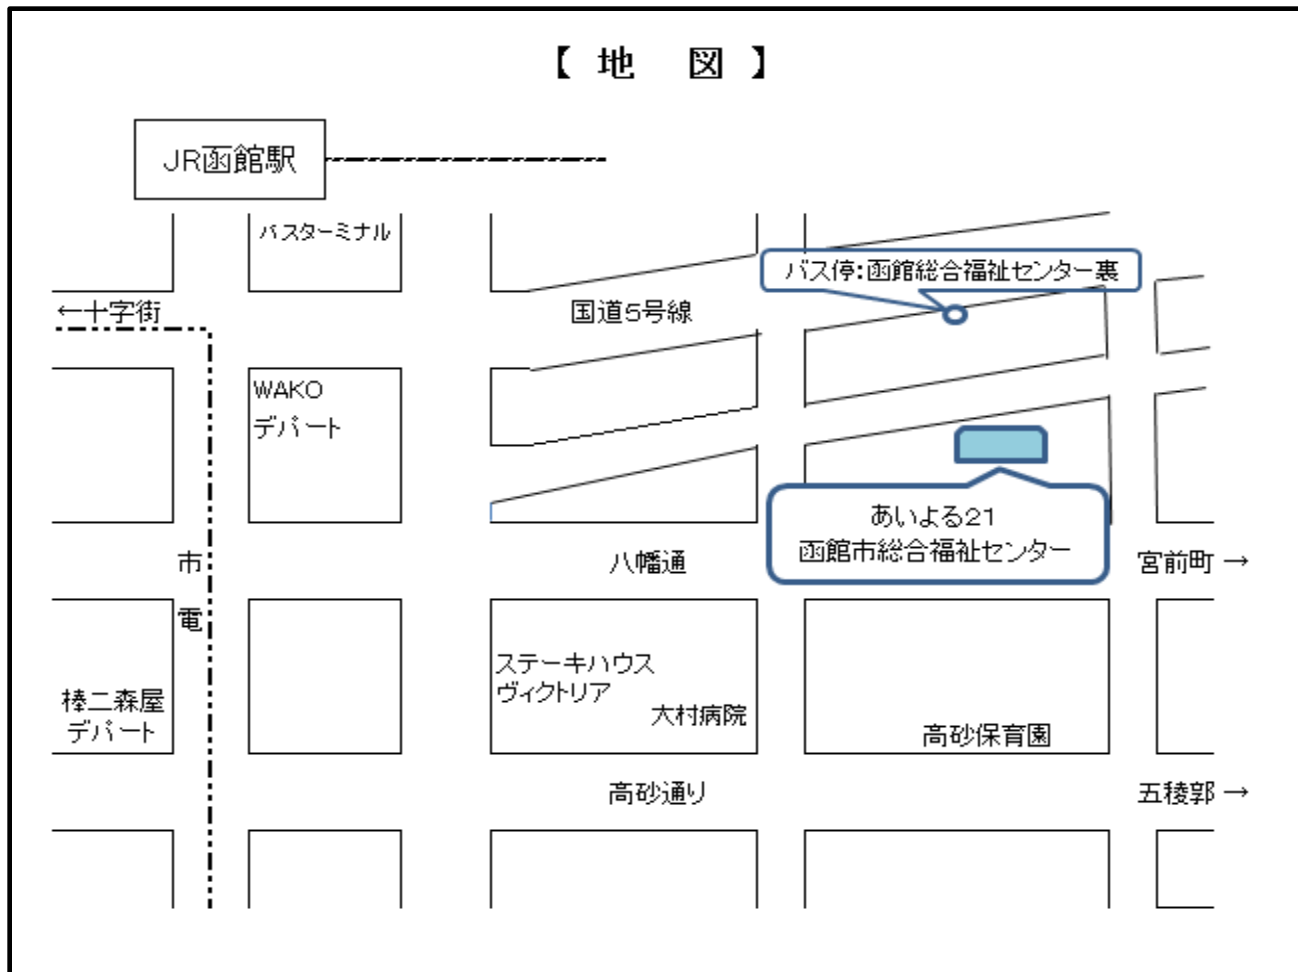 【 地 図 】
JR函館駅
バスターミナル
バス停:函館総合福祉センター裏
←十字街
国道5号線
WAKO
デパート
あいよる21
函館市総合福祉センター
市
電
八幡通
宮前町 →
ステーキハウス
ヴィクトリア
大村病院
棒二森屋
デパート
高砂保育園
高砂通り
五稜郭 →